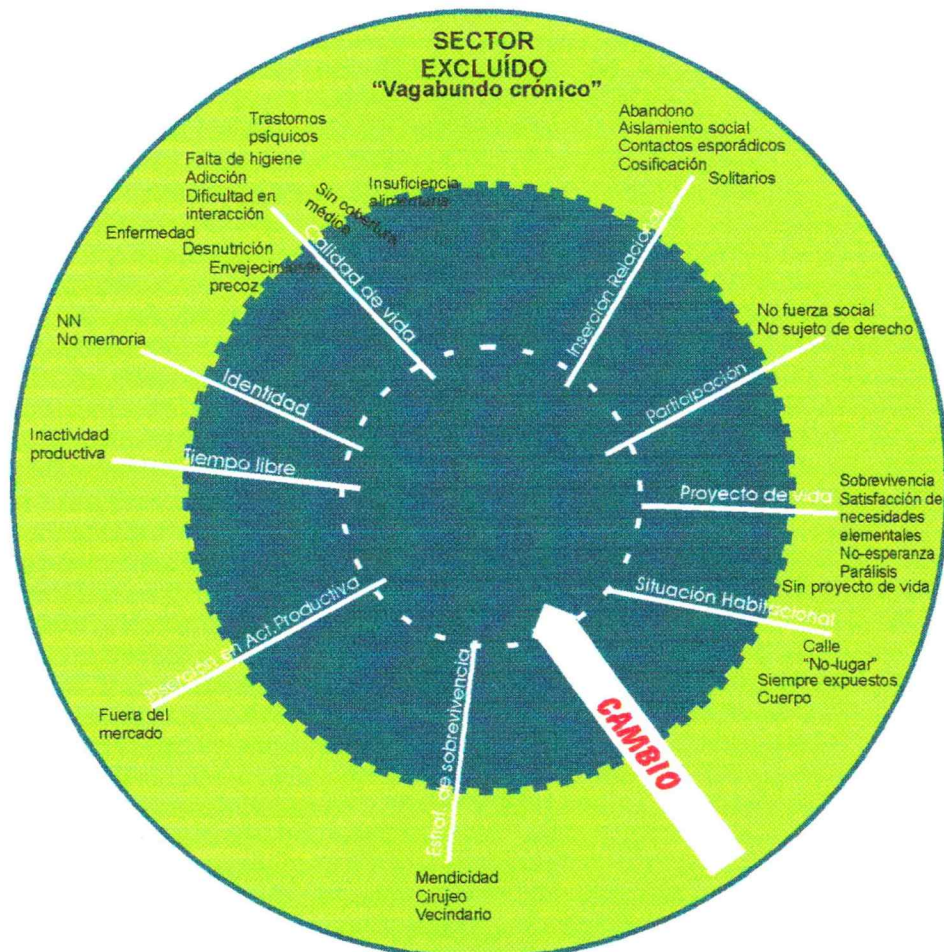 SECTOR
EXCLUÍDO
“Vagabundo crónico”
Trastornos
psíquicos
Falta de higiene
Adicción
Dificultad en
interacción
Enfermedad
Desnutrición
Envejecimiento
precoz
Sin cobertura
médica
Insuficiencia
alimentaria
Calidad de vida
Abandono
Aislamiento social
Contactos esporádicos
Cosificación
Solitarios
Inserción Relacional
No fuerza social
No sujeto de derecho
Participación
NN
No memoria
Identidad
Inactividad
productiva
Tiempo libre
Proyecto de vida
Sobrevivencia
Satisfacción de
necesidades
elementales
No-esperanza
Parálisis
Sin proyecto de vida
Situación Habitacional
Calle
“No-lugar”
Siempre expuestos
Cuerpo
Inserción en Act. Productiva
Fuera del
mercado
Estrat. de sobrevivencia
Mendicidad
Cirujeo
Vecindario
CAMBIO